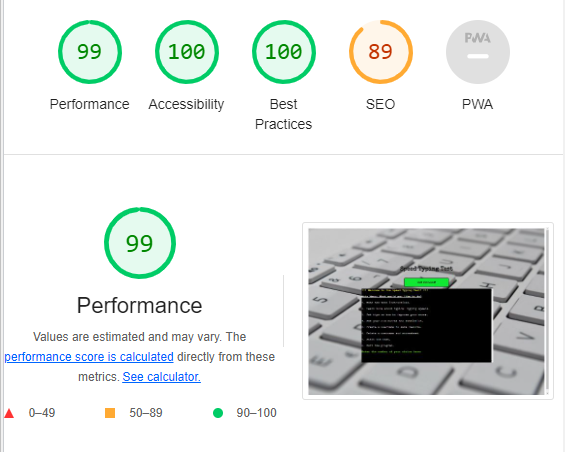 99
100
100
89
PWA
Performance
Accessibility
Best
Practices
SEO
PWA
99
Performance
Values are estimated and may vary. The
performance score is calculated directly from these
metrics. See calculator.
0–49
50–89
90–100
Speed Typing Test